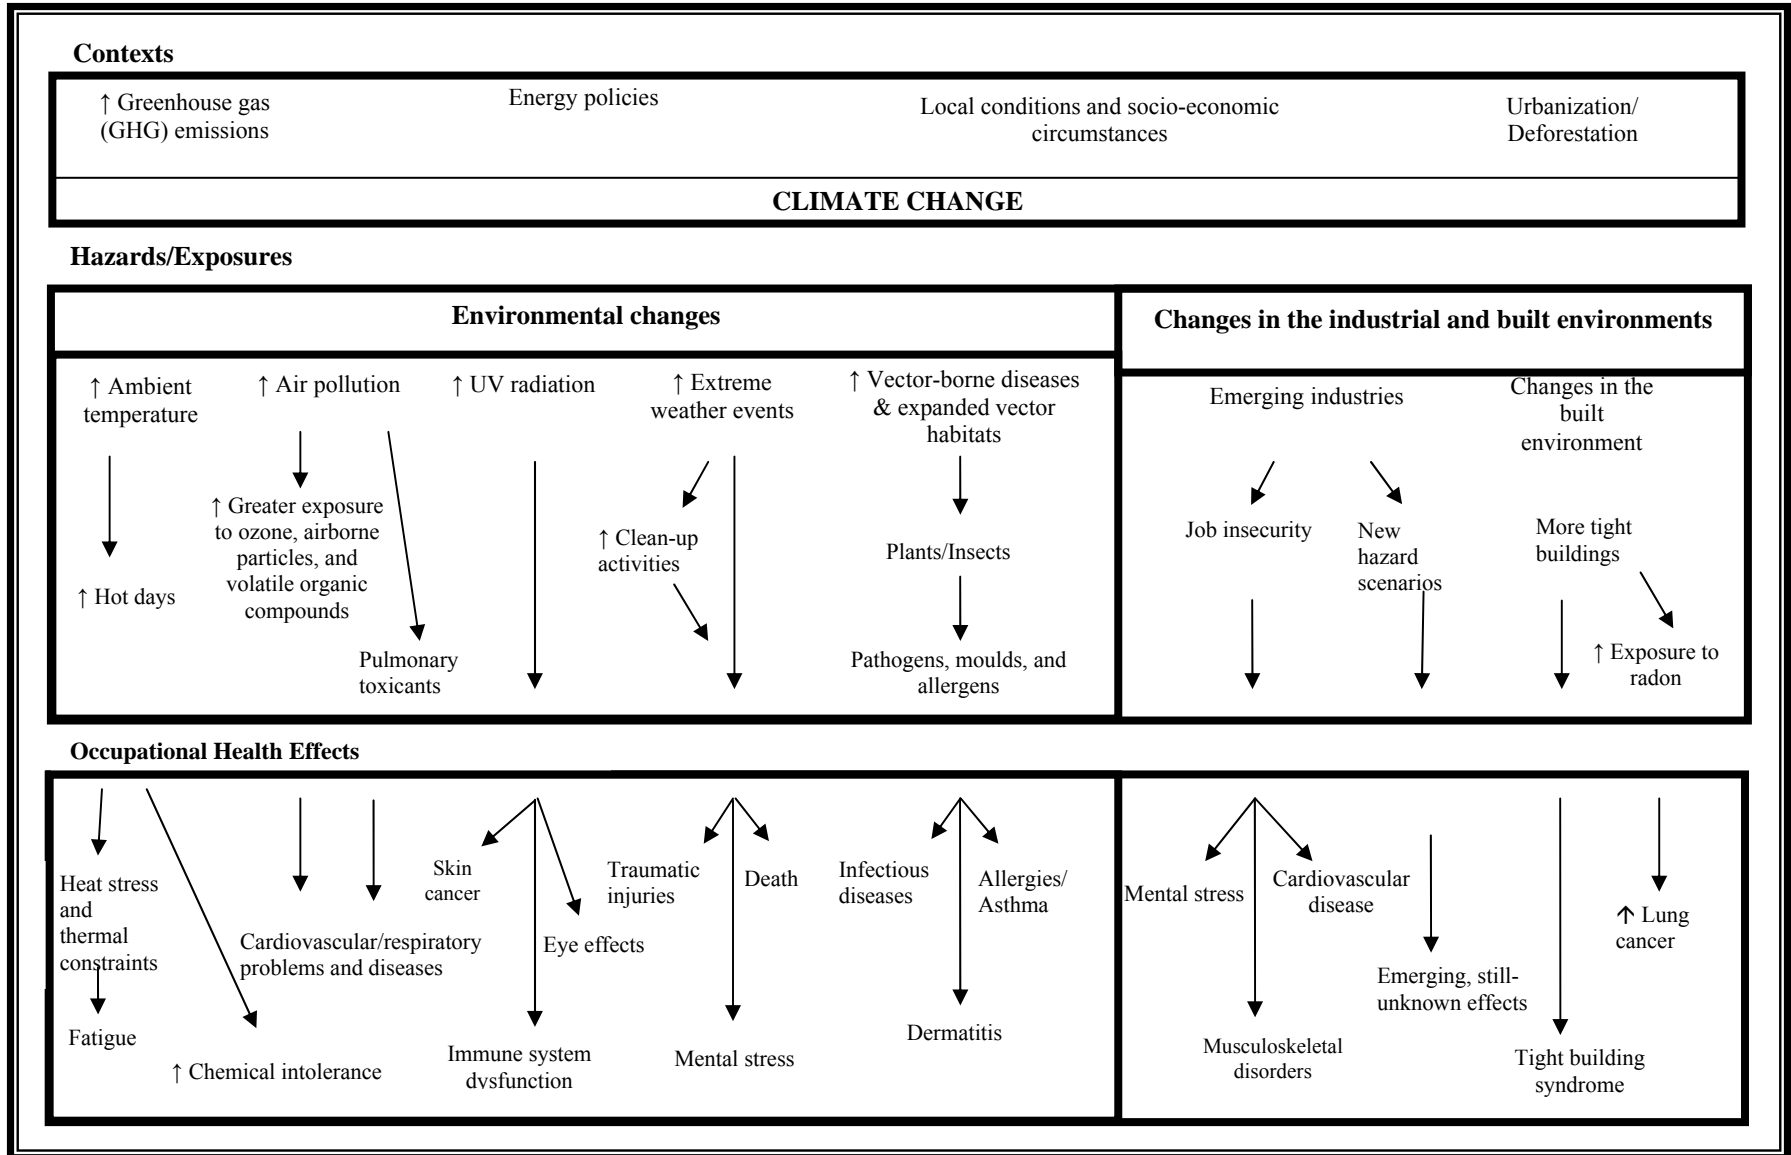 Contexts
↑ Greenhouse gas
(GHG) emissions
Energy policies
Local conditions and socio-economic
circumstances
Urbanization/
Deforestation
CLIMATE CHANGE
Hazards/Exposures
Environmental changes
Changes in the industrial and built environments
↑ Ambient
temperature
↑ Air pollution
↑ UV radiation
↑ Extreme
weather events
↑ Vector-borne diseases
& expanded vector
habitats
Emerging industries
Changes in the
built
environment
↑ Hot days
↑ Greater exposure
to ozone, airborne
particles, and
volatile organic
compounds
Pulmonary
toxicants
↑ Clean-up
activities
Plants/Insects
Pathogens, moulds, and
allergens
Job insecurity
New
hazard
scenarios
More tight
buildings
↑ Exposure to
radon
Occupational Health Effects
Heat stress
and
thermal
constraints
Fatigue
↑ Chemical intolerance
Cardiovascular/respiratory
problems and diseases
Skin
cancer
Eye effects
Immune system
dysfunction
Traumatic
injuries
Death
Mental stress
Infectious
diseases
Allergies/
Asthma
Dermatitis
Mental stress
Cardiovascular
disease
Musculoskeletal
disorders
Emerging, still-
unknown effects
Tight building
syndrome
↑ Lung
cancer